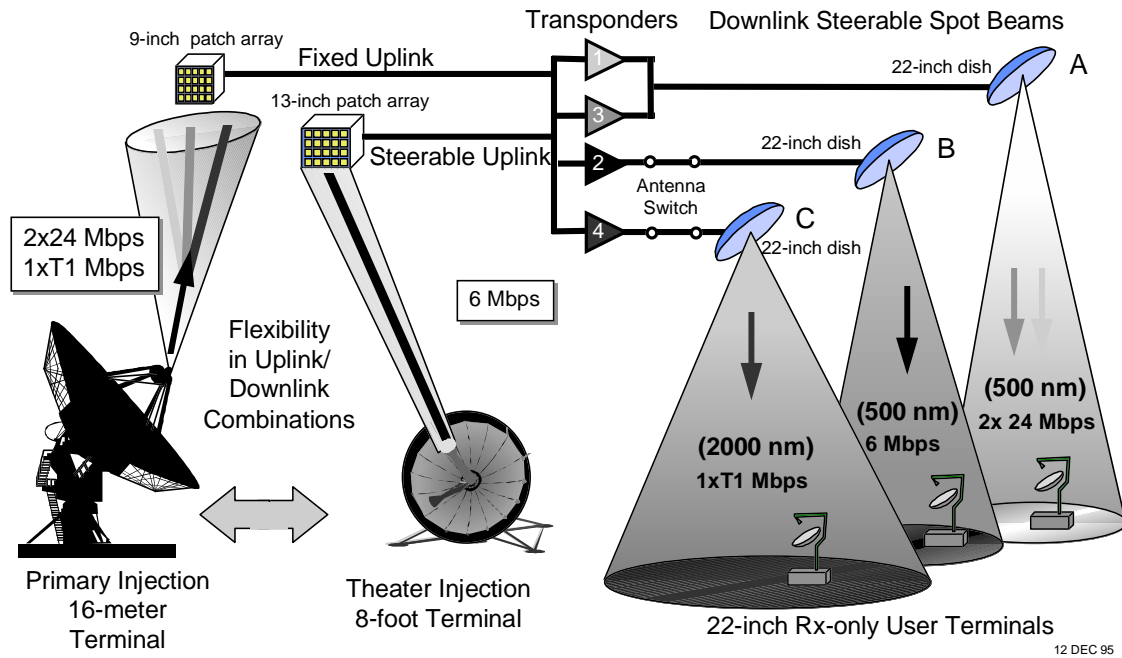 Transponders
Downlink Steerable Spot Beams
9-inch patch array
Fixed Uplink
1
22-inch dish
A
13-inch patch array
3
Steerable Uplink
2
22-inch dish
B
Antenna
Switch
4
C
22-inch dish
2x24 Mbps
1xT1 Mbps
6 Mbps
Flexibility
in Uplink/
Downlink
Combinations
(500 nm)
2x 24 Mbps
(500 nm)
6 Mbps
(2000 nm)
1xT1 Mbps
Primary Injection
16-meter
Terminal
Theater Injection
8-foot Terminal
22-inch Rx-only User Terminals
12 DEC 95